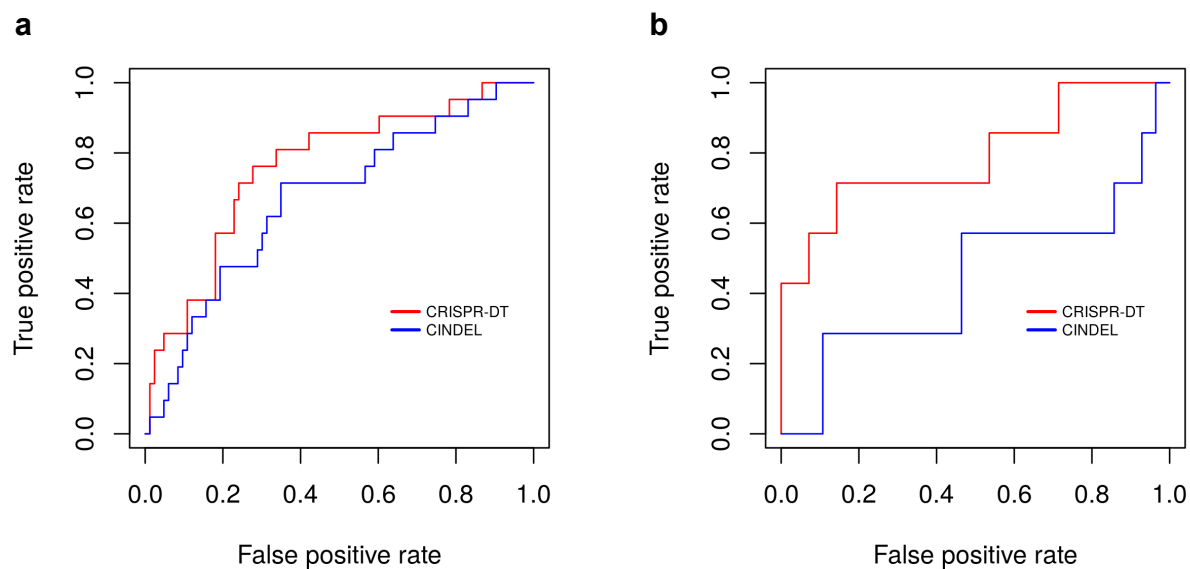 a
True positive rate
1.0
0.8
0.6
0.4
0.2
0.0
CRISPR-DT
CINDEL
0.0 0.2 0.4 0.6 0.8 1.0
False positive rate
b
True positive rate
1.0
0.8
0.6
0.4
0.2
0.0
CRISPR-DT
CINDEL
0.0 0.2 0.4 0.6 0.8 1.0
False positive rate